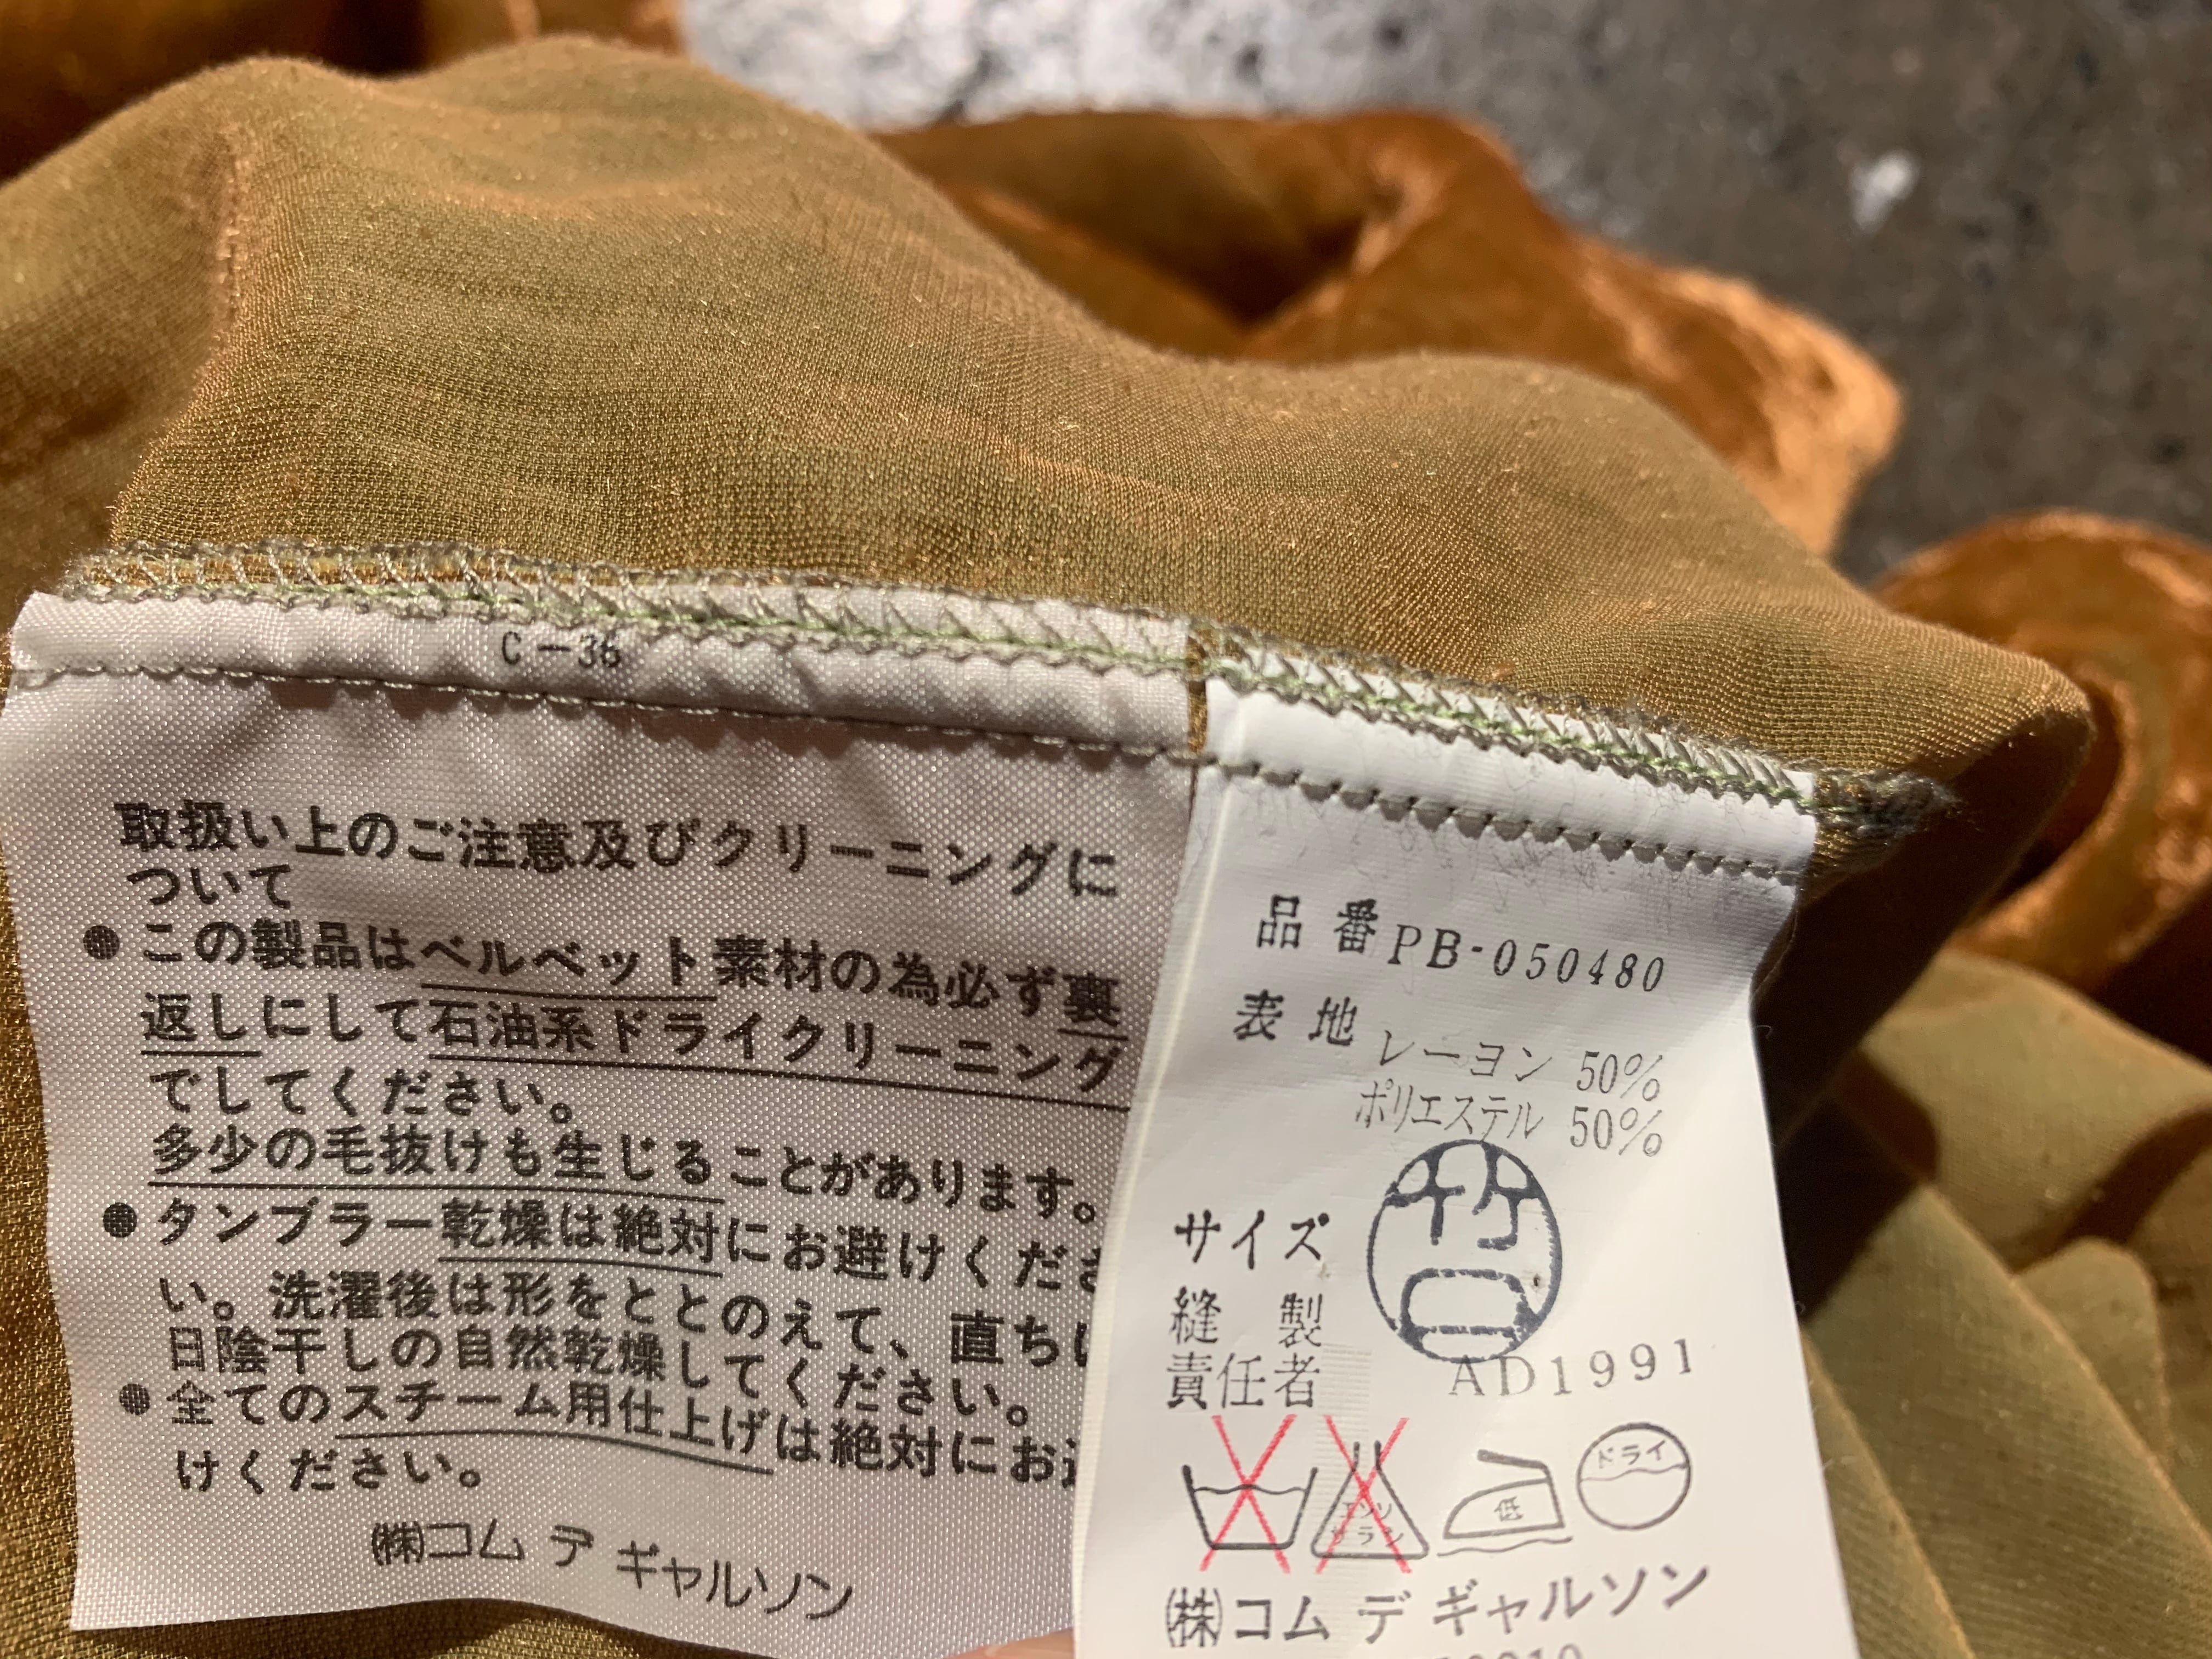 C-36
取扱い上のご注意及びクリーニングに
ついて
●この製品はベルベット素材の為必ず裏
返しにして石油系ドライクリーニング
でしてください。
多少の毛抜けも生じることがあります。
●タンブラー乾燥は絶対にお避けくださ
い。洗濯後は形をととのえて、直ちに
日陰干しの自然乾燥してください。
●全てのスチーム用仕上げは絶対にお避
けください。
㈱コム デ ギャルソン
品番 PB-050480
表地 レーヨン 50%
ポリエステル 50%
サイズ
縫製
責任者
竹口
AD1991
エンソ
サラシ
低
ドライ
㈱コム デ ギャルソン